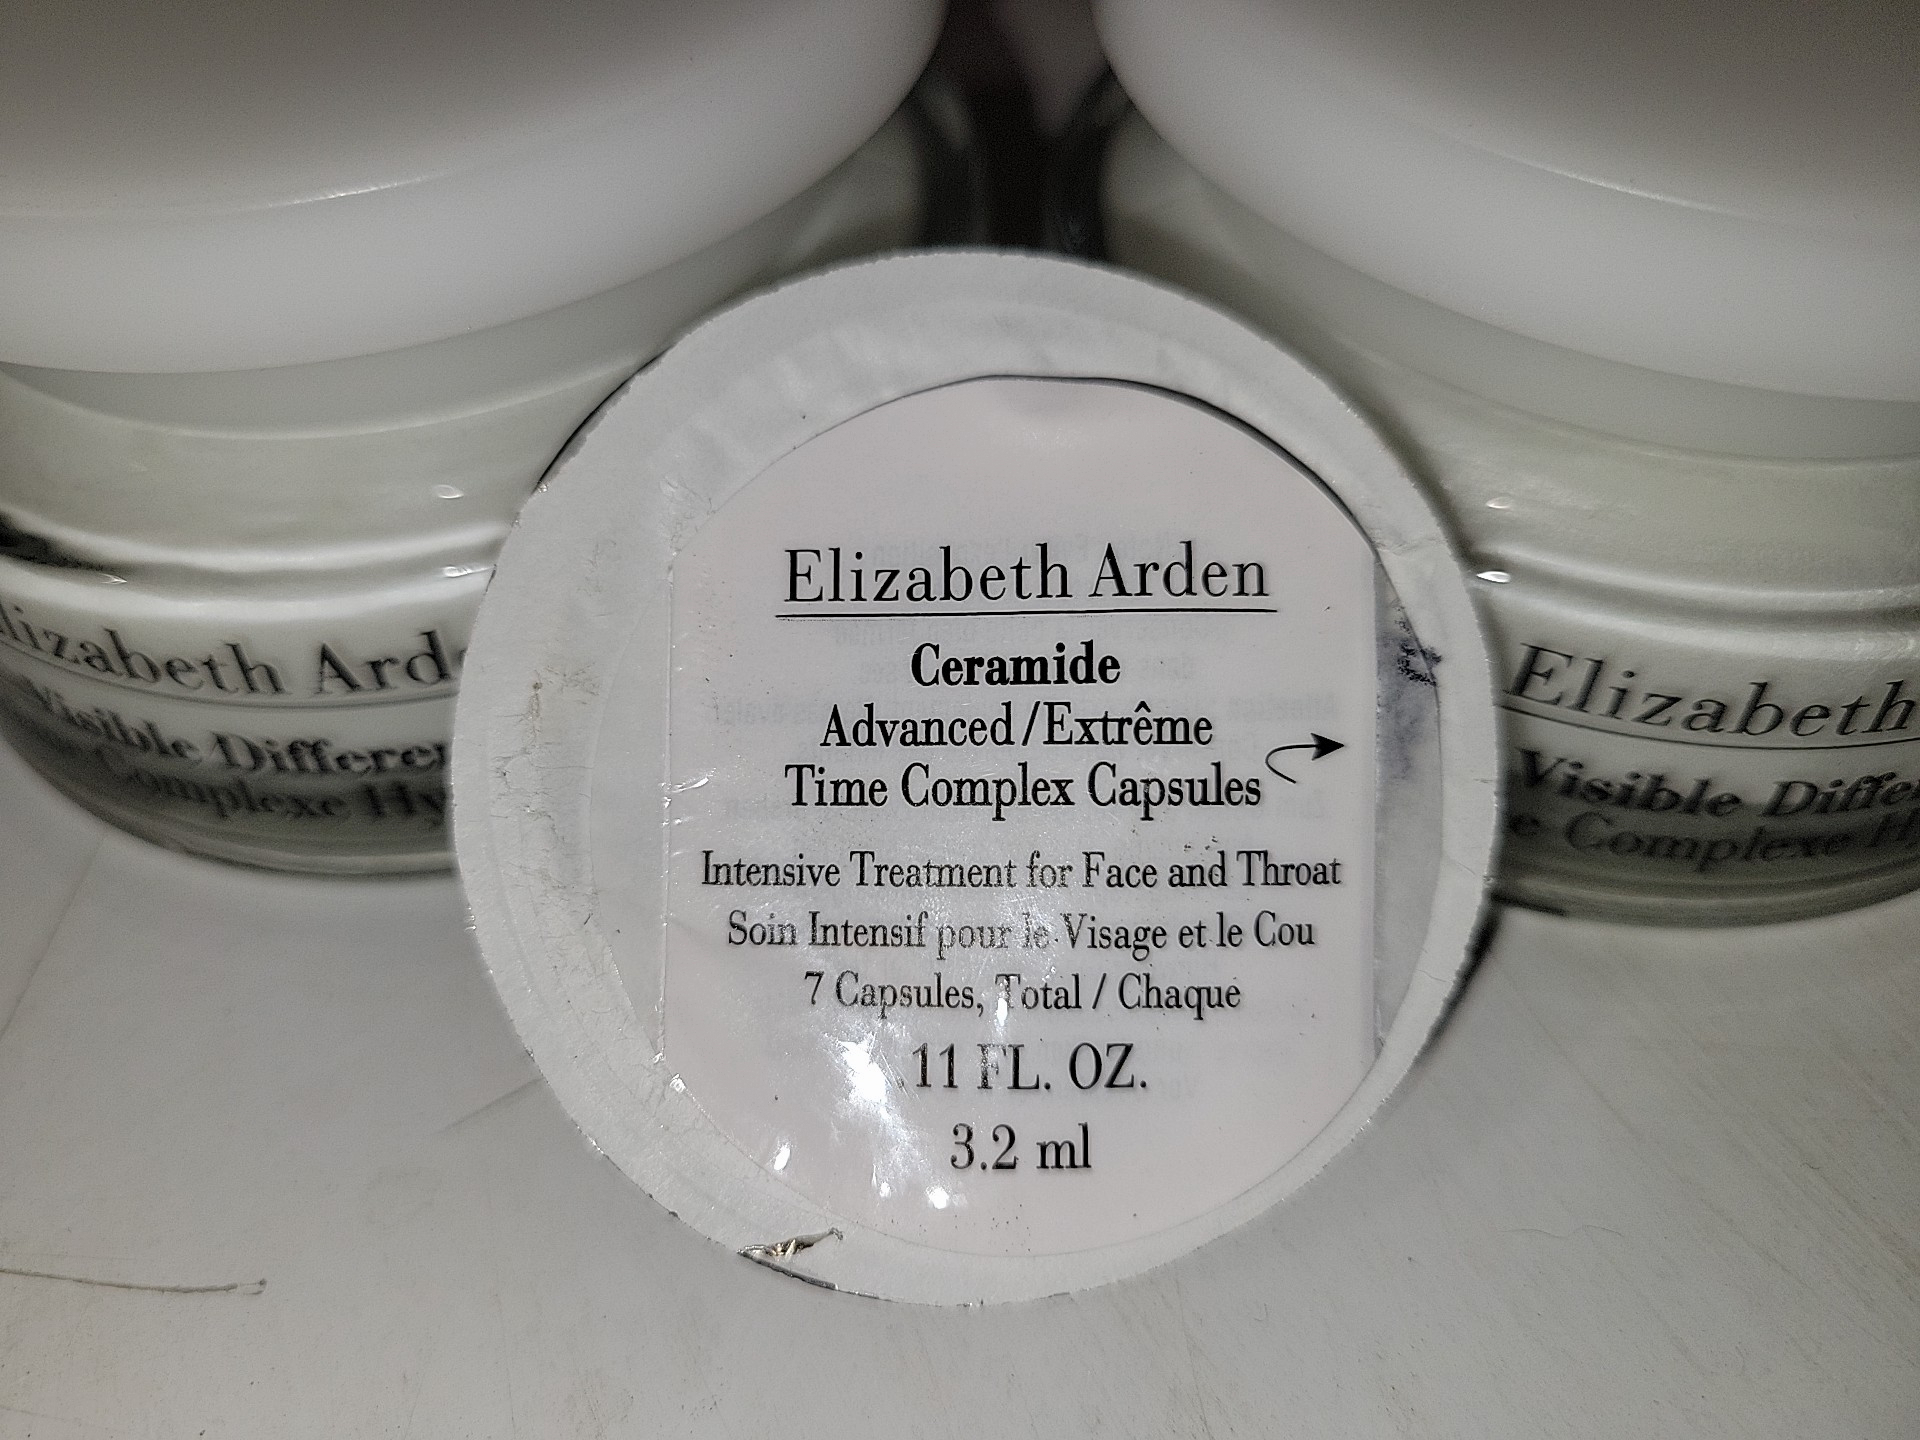 Elizabeth Arden
Ceramide
Advanced/Extrême
Time Complex Capsules
Intensive Treatment for Face and Throat
Soin Intensif pour le Visage et le Cou
7 Capsules, Total / Chaque
.11 FL. OZ.
3.2 ml
lizabeth Ard
Visible Differen
Complexe Hy
Elizabeth
Visible Diffe
e Complexe H